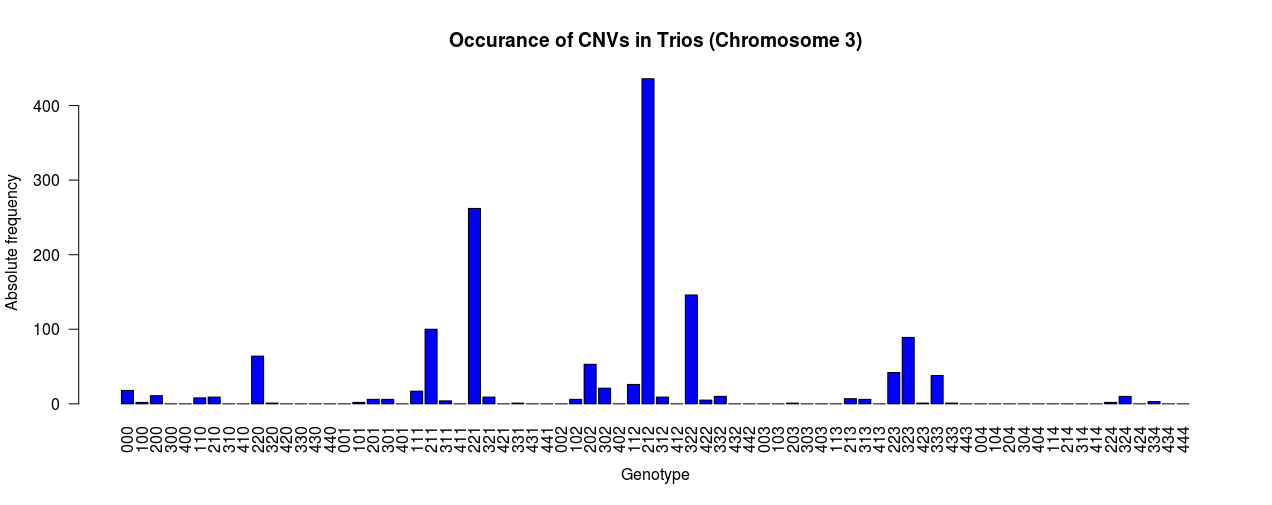 Occurance of CNVs in Trios (Chromosome 3)
Absolute frequency
400
300
200
100
0
000 100 200 300 400 110 210 310 410 220 320 420 330 430 440 001 101 201 301 401 111 211 311 411 221 321 421 331 431 441 002 102 202 302 402 112 212 312 412 322 422 332 432 442 003 103 203 303 403 113 213 313 413 223 323 423 333 433 443 004 104 204 304 404 114 214 314 414 224 324 424 334 434 444
Genotype